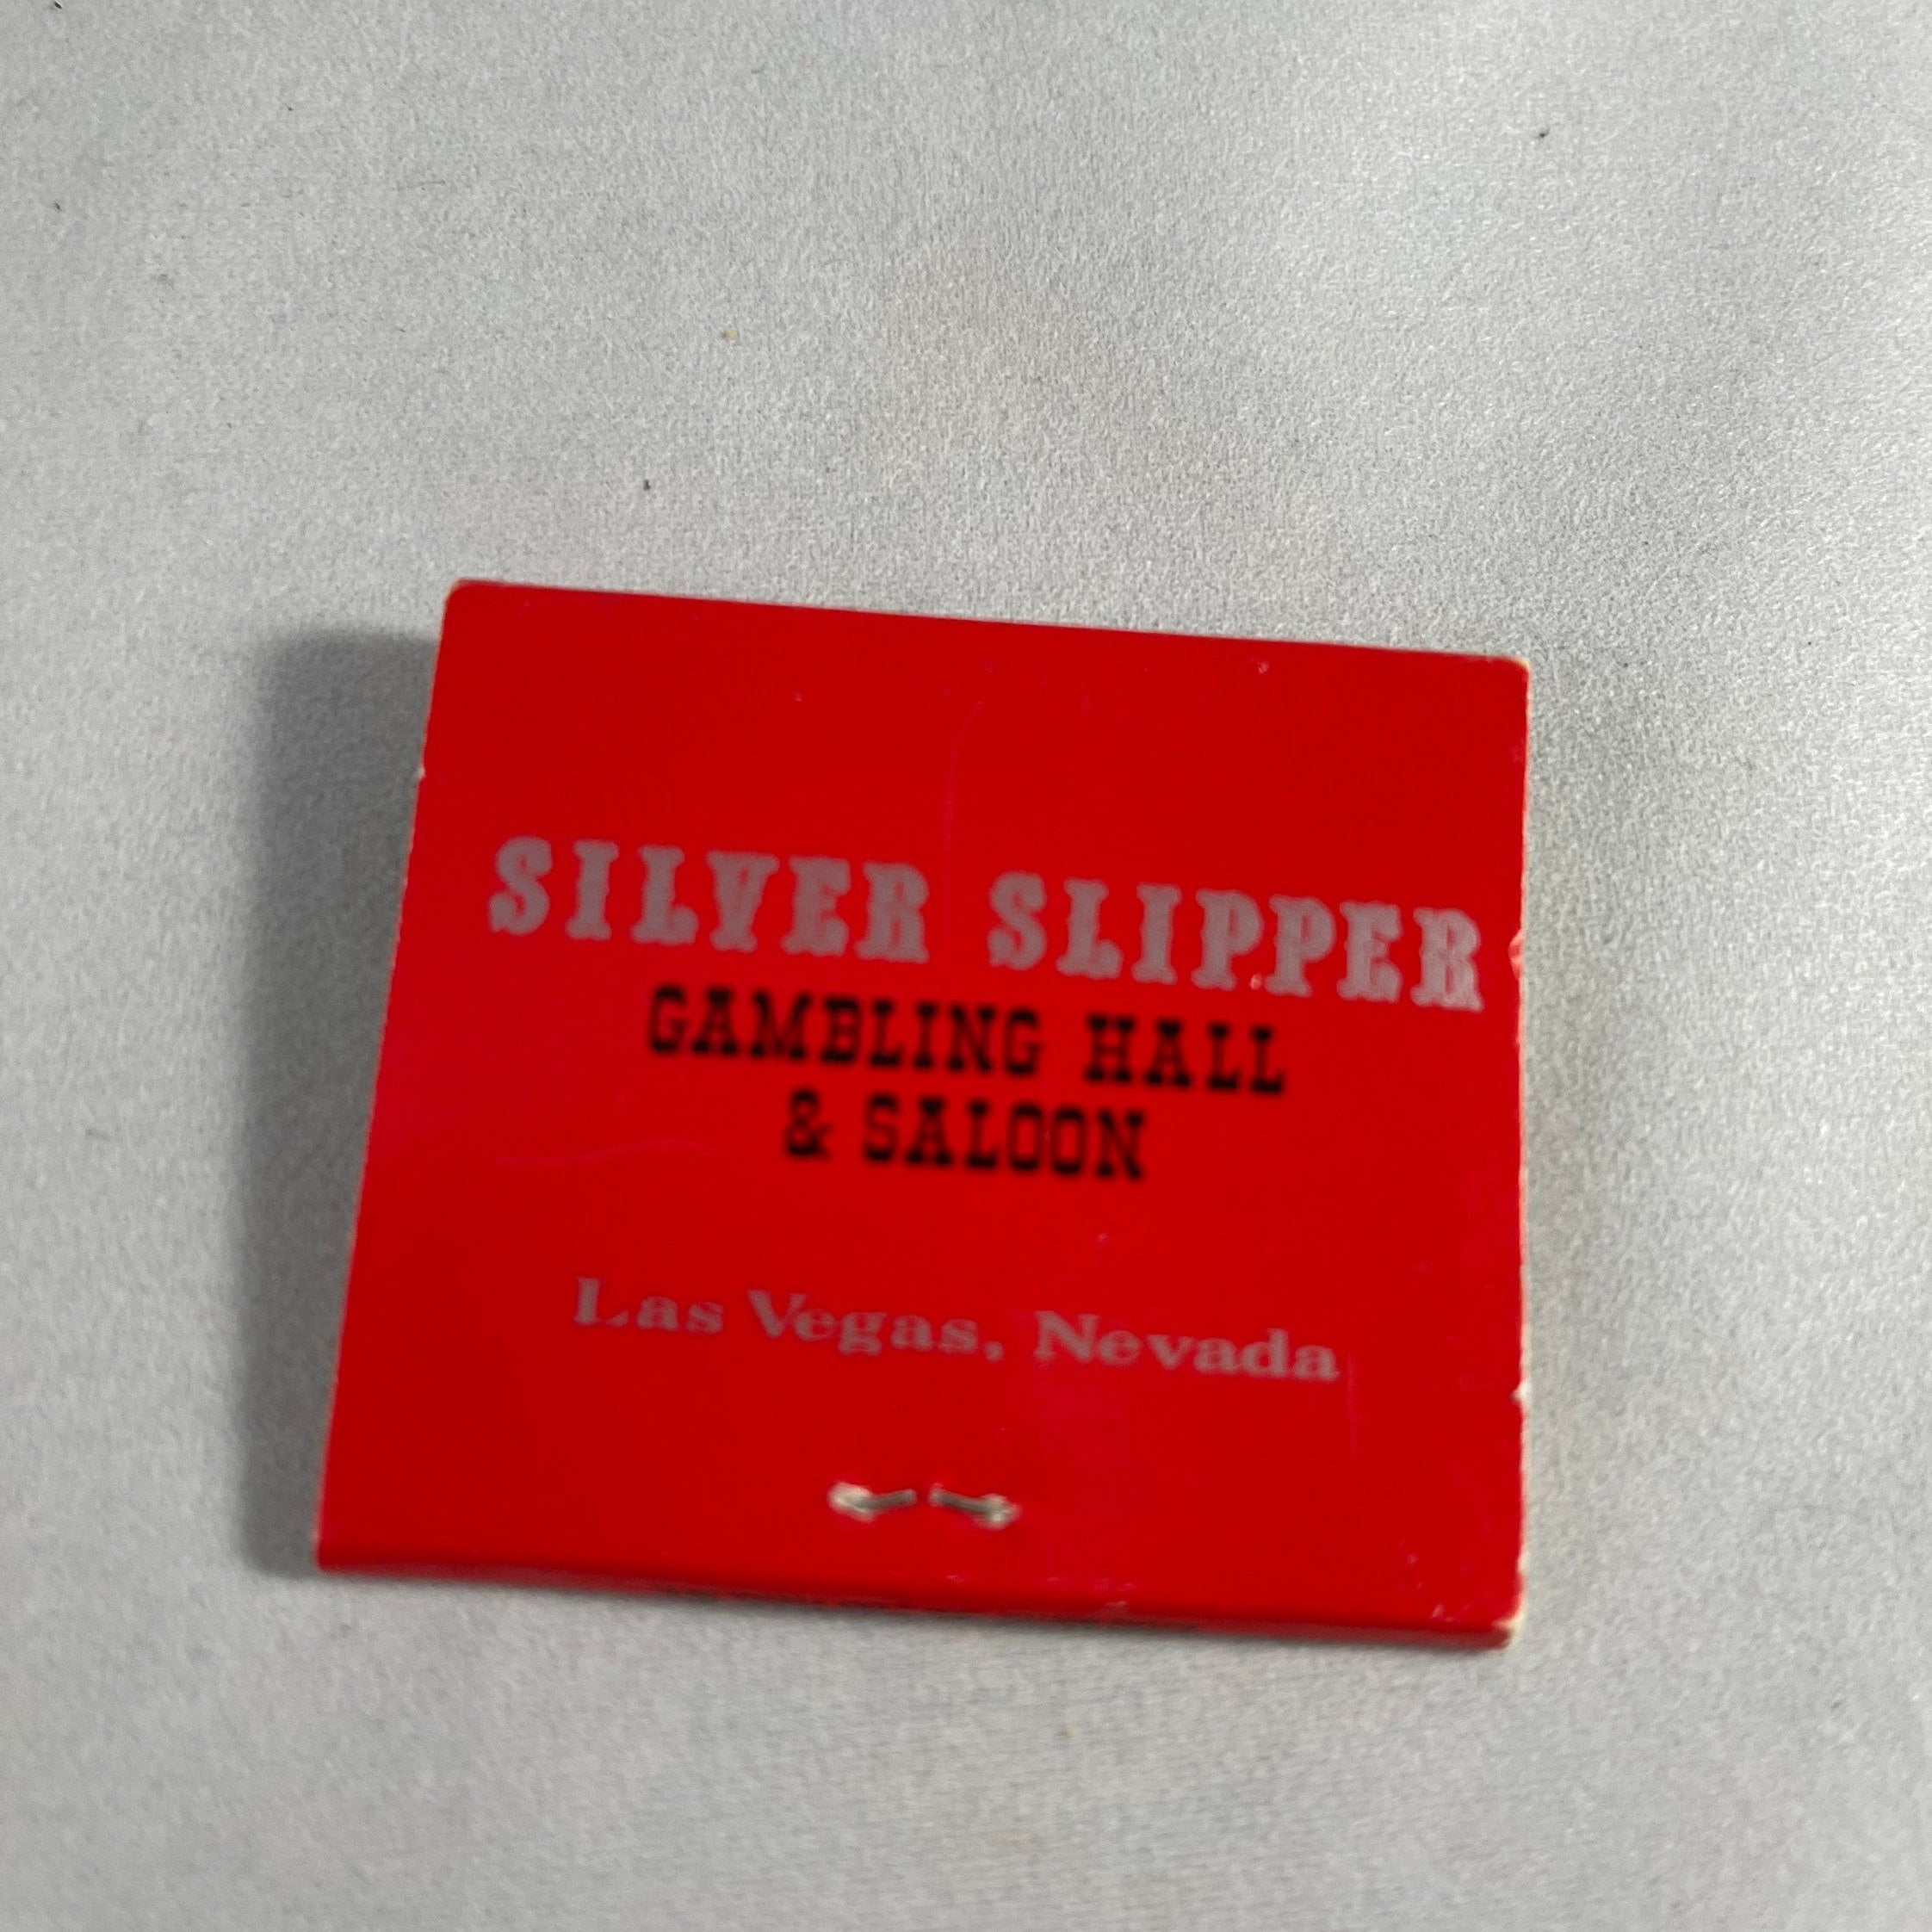 SILVER SLIPPER
GAMBLING HALL
& SALOON
Las Vegas, Nevada